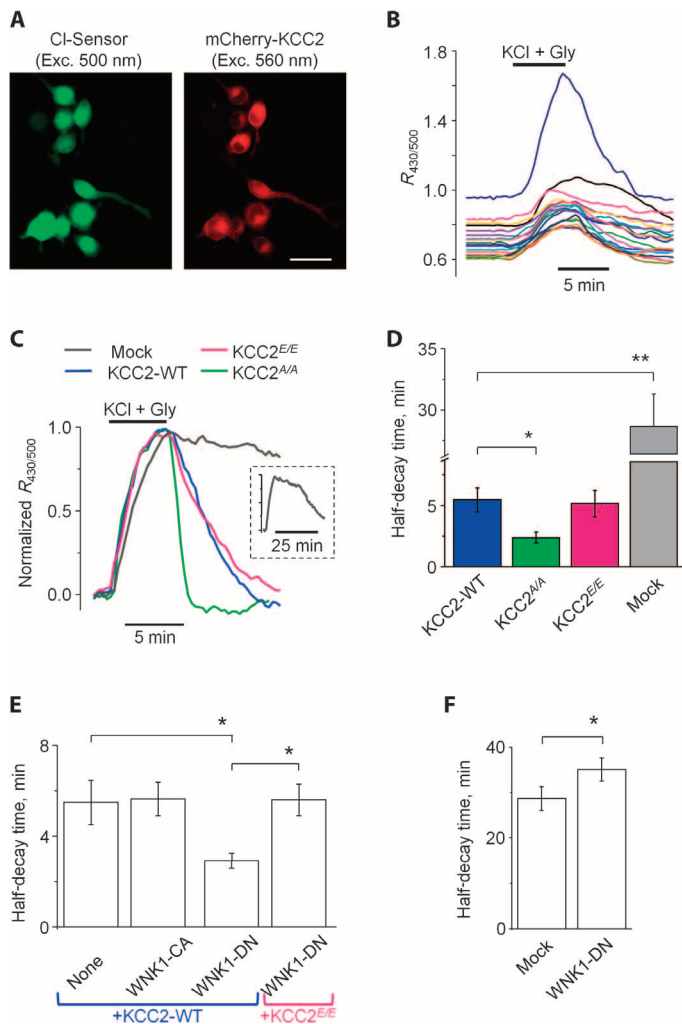 A
Cl-Sensor
(Exc. 500 nm)
mCherry-KCC2
(Exc. 560 nm)
B
KCl + Gly
R430/500
1.8
1.4
1.0
0.6
5 min
C
Mock
KCC2-WT
KCC2E/E
KCC2A/A
KCl + Gly
Normalized R430/500
1.0
0.5
0.0
25 min
5 min
D
Half-decay time, min
35
25
5
0
**
*
KCC2-WT
KCC2A/A
KCC2E/E
Mock
E
Half-decay time, min
8
4
0
*
*
None
WNK1-CA
WNK1-DN
WNK1-DN
+KCC2-WT
+KCC2E/E
F
Half-decay time, min
40
20
0
*
Mock
WNK1-DN